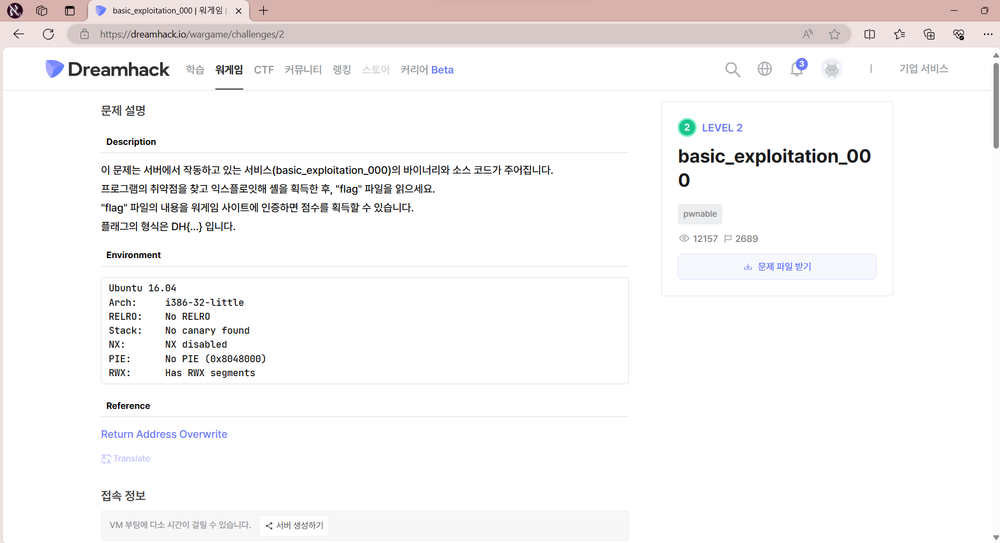 basic_exploitation_000 | 워게임 |
https://dreamhack.io/wargame/challenges/2
Dreamhack 학습 워게임 CTF 커뮤니티 랭킹 스토어 커리어 Beta 3 | 기업 서비스
문제 설명
Description
이 문제는 서버에서 작동하고 있는 서비스(basic_exploitation_000)의 바이너리와 소스 코드가 주어집니다.
프로그램의 취약점을 찾고 익스플로잇해 셸을 획득한 후, "flag" 파일을 읽으세요.
"flag" 파일의 내용을 워게임 사이트에 인증하면 점수를 획득할 수 있습니다.
플래그의 형식은 DH{...} 입니다.
Environment
Ubuntu 16.04
Arch: i386-32-little
RELRO: No RELRO
Stack: No canary found
NX: NX disabled
PIE: No PIE (0x8048000)
RWX: Has RWX segments
Reference
Return Address Overwrite
Translate
접속 정보
VM 부팅에 다소 시간이 걸릴 수 있습니다. 서버 생성하기
2 LEVEL 2
basic_exploitation_00
0
pwnable
12157 2689
문제 파일 받기